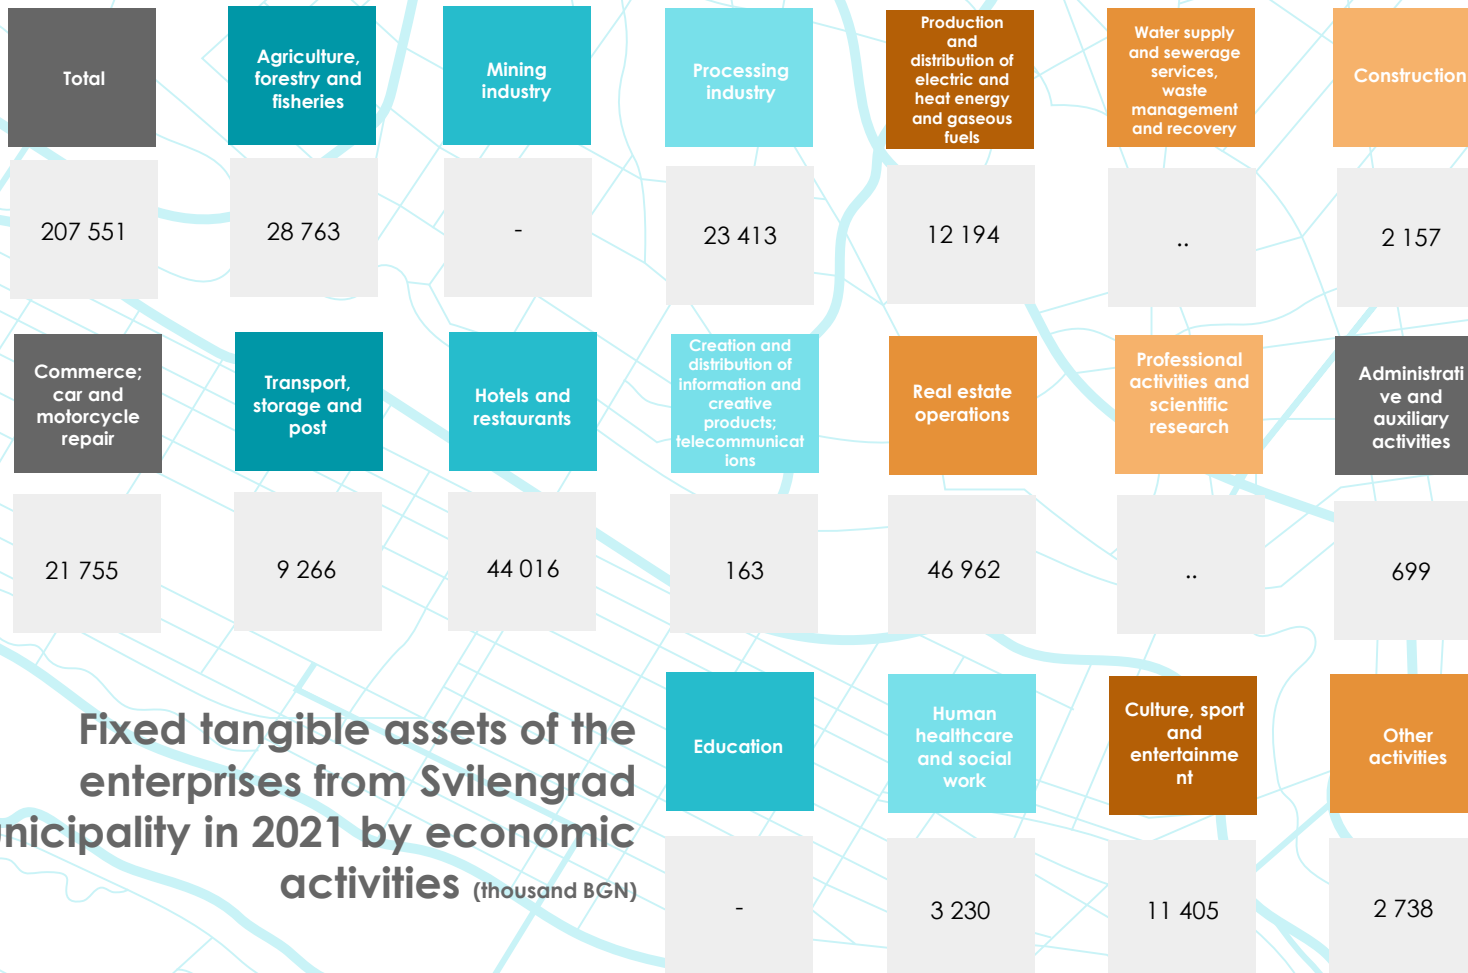 Total
Agriculture,
forestry and
fisheries
Mining
industry
Processing
industry
Production
and
distribution of
electric and
heat energy
and gaseous
fuels
Water supply
and sewerage
services,
waste
management
and recovery
Construction
207 551
28 763
-
23 413
12 194
..
2 157
Commerce;
car and
motorcycle
repair
Transport,
storage and
post
Hotels and
restaurants
Creation and
distribution of
information and
creative
products;
telecommunicat
ions
Real estate
operations
Professional
activities and
scientific
research
Administrati
ve and
auxiliary
activities
21 755
9 266
44 016
163
46 962
..
699
Fixed tangible assets of the
enterprises from Svilengrad
nicipality in 2021 by economic
activities (thousand BGN)
Education
Human
healthcare
and social
work
Culture, sport
and
entertainme
nt
Other
activities
-
3 230
11 405
2 738